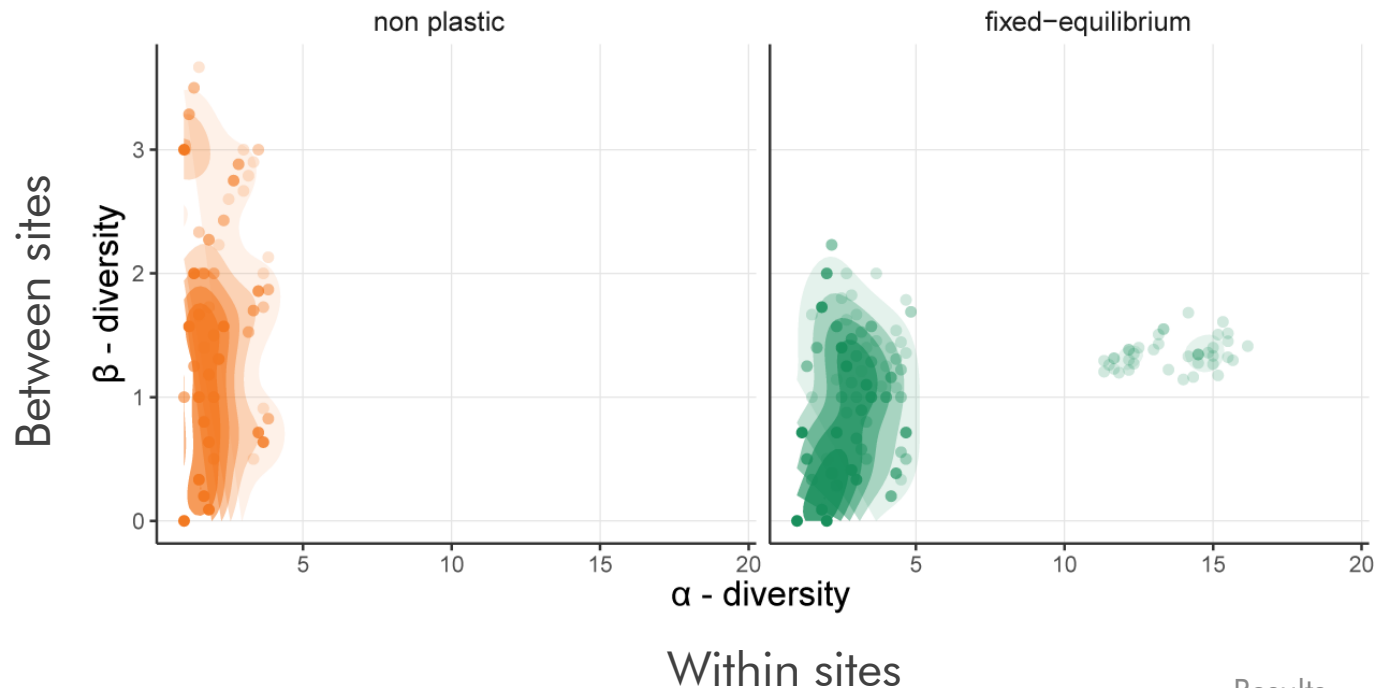 non plastic
fixed−equilibrium
3
2
1
0
Between sites
β - diversity
5
10
15
20
5
10
15
20
α - diversity
Within sites
Results